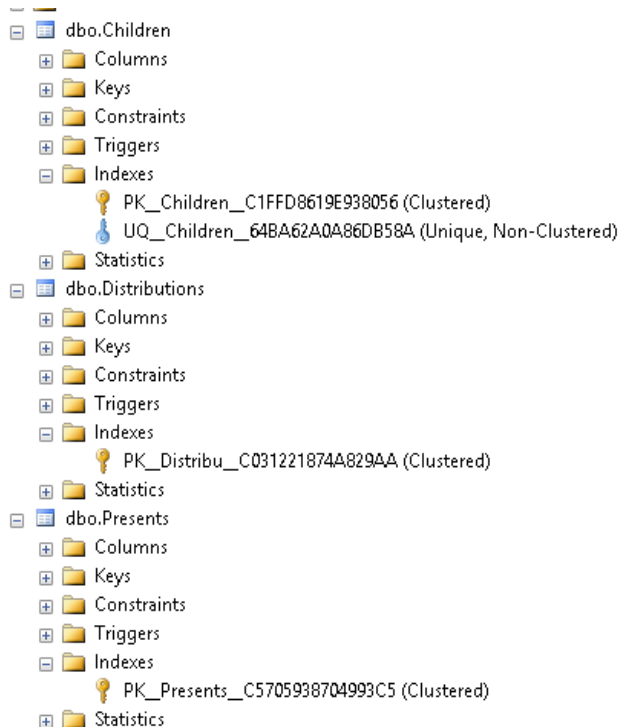 dbo.Children
Columns
Keys
Constraints
Triggers
Indexes
PK__Children__C1FFD8619E938056 (Clustered)
UQ__Children__64BA62A0A86DB58A (Unique, Non-Clustered)
Statistics
dbo.Distributions
Columns
Keys
Constraints
Triggers
Indexes
PK__Distribu__C031221874A829AA (Clustered)
Statistics
dbo.Presents
Columns
Keys
Constraints
Triggers
Indexes
PK__Presents__C5705938704993C5 (Clustered)
Statistics